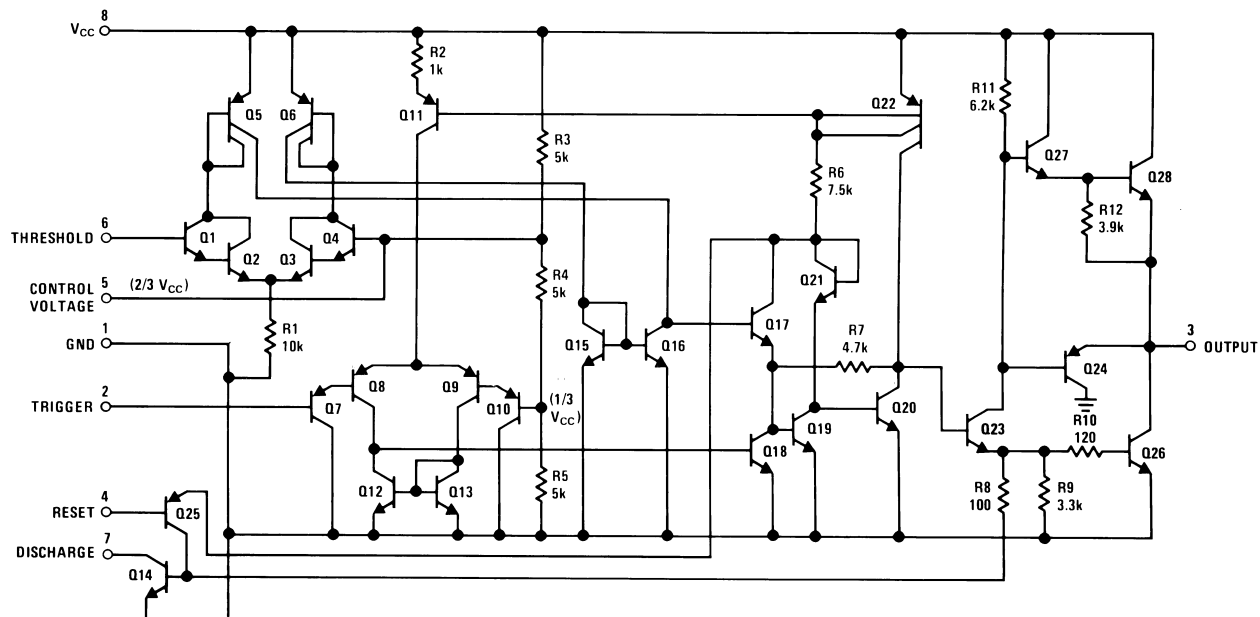 8
VCC
R2
1k
Q5
Q6
Q11
Q22
R11
6.2k
R3
5k
Q27
R6
7.5k
Q28
R12
3.9k
6
THRESHOLD
Q1
Q2
Q3
Q4
5
CONTROL
VOLTAGE
(2/3 VCC)
R4
5k
Q21
1
GND
R1
10k
Q15
Q16
Q17
R7
4.7k
3
OUTPUT
Q8
Q9
Q24
2
TRIGGER
Q7
Q10
(1/3
VCC)
Q20
Q19
Q23
R10
120
Q18
Q26
R5
5k
Q12
Q13
R8
100
R9
3.3k
4
RESET
Q25
7
DISCHARGE
Q14